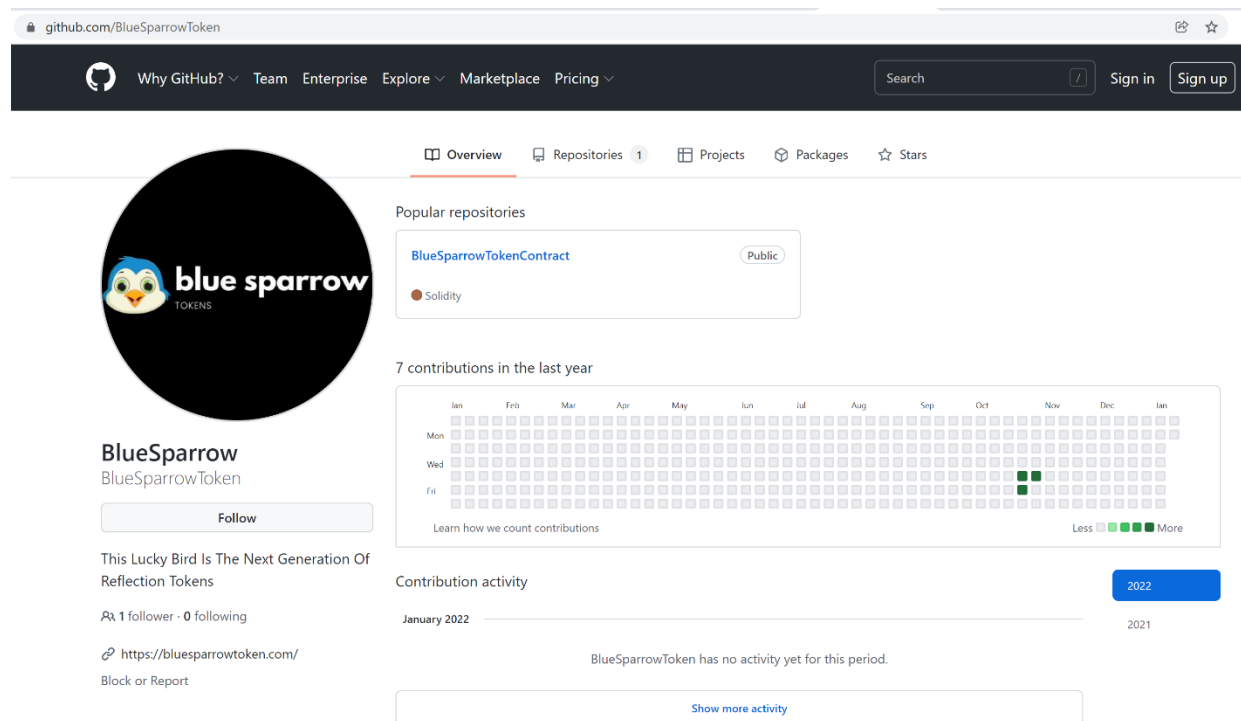 github.com/BlueSparrowToken
Why GitHub? Team Enterprise Explore Marketplace Pricing Search / Sign in Sign up
Overview Repositories 1 Projects Packages Stars
blue sparrow
TOKENS
BlueSparrow
BlueSparrowToken
Follow
This Lucky Bird Is The Next Generation Of
Reflection Tokens
1 follower · 0 following
https://bluesparrowtoken.com/
Block or Report
Popular repositories
BlueSparrowTokenContract Public
Solidity
7 contributions in the last year
Jan Feb Mar Apr May Jun Jul Aug Sep Oct Nov Dec Jan
Mon
Wed
Fri
Learn how we count contributions Less More
Contribution activity
2022
2021
January 2022
BlueSparrowToken has no activity yet for this period.
Show more activity